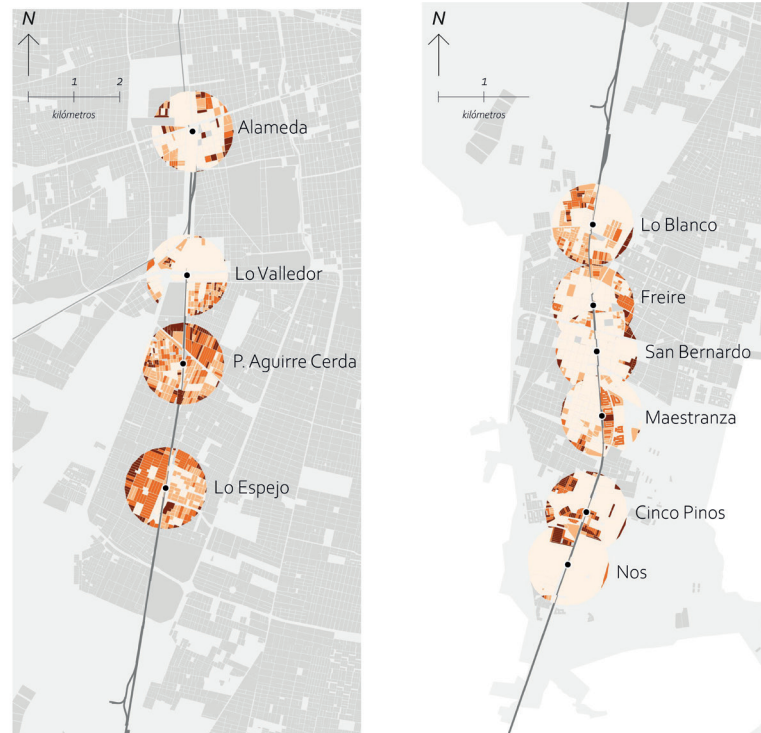 N
1
2
kilómetros
Alameda
Lo Valledor
P. Aguirre Cerda
Lo Espejo
N
1
kilómetros
Lo Blanco
Freire
San Bernardo
Maestranza
Cinco Pinos
Nos